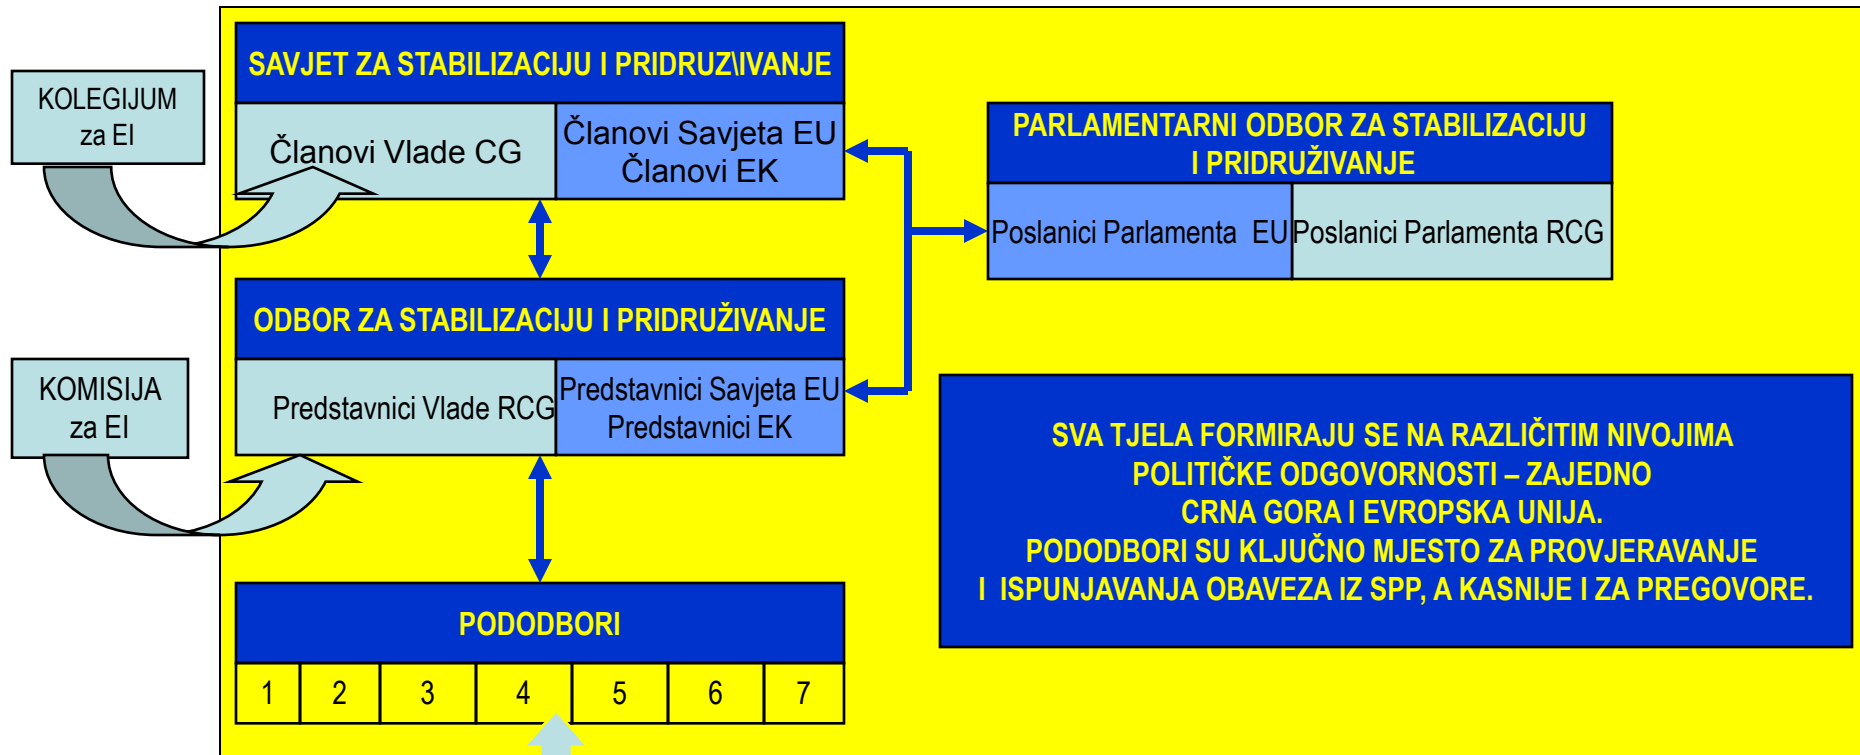 KOLEGIJUM
za EI
SAVJET ZA STABILIZACIJU I PRIDRUZ\IVANJE
Članovi Vlade CG
Članovi Savjeta EU
Članovi EK
PARLAMENTARNI ODBOR ZA STABILIZACIJU
I PRIDRUŽIVANJE
Poslanici Parlamenta EU
Poslanici Parlamenta RCG
KOMISIJA
za EI
ODBOR ZA STABILIZACIJU I PRIDRUŽIVANJE
Predstavnici Vlade RCG
Predstavnici Savjeta EU
Predstavnici EK
SVA TJELA FORMIRAJU SE NA RAZLIČITIM NIVOJIMA
POLITIČKE ODGOVORNOSTI – ZAJEDNO
CRNA GORA I EVROPSKA UNIJA.
PODODBORI SU KLJUČNO MJESTO ZA PROVJERAVANJE
I ISPUNJAVANJA OBAVEZA IZ SPP, A KASNIJE I ZA PREGOVORE.
PODODBORI
1 2 3 4 5 6 7